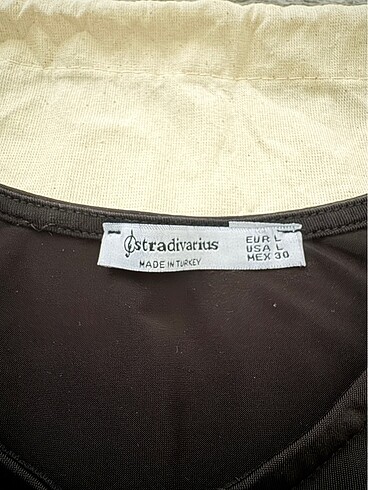 stradivarius
MADE IN TURKEY
EUR L
USA L
MEX 30